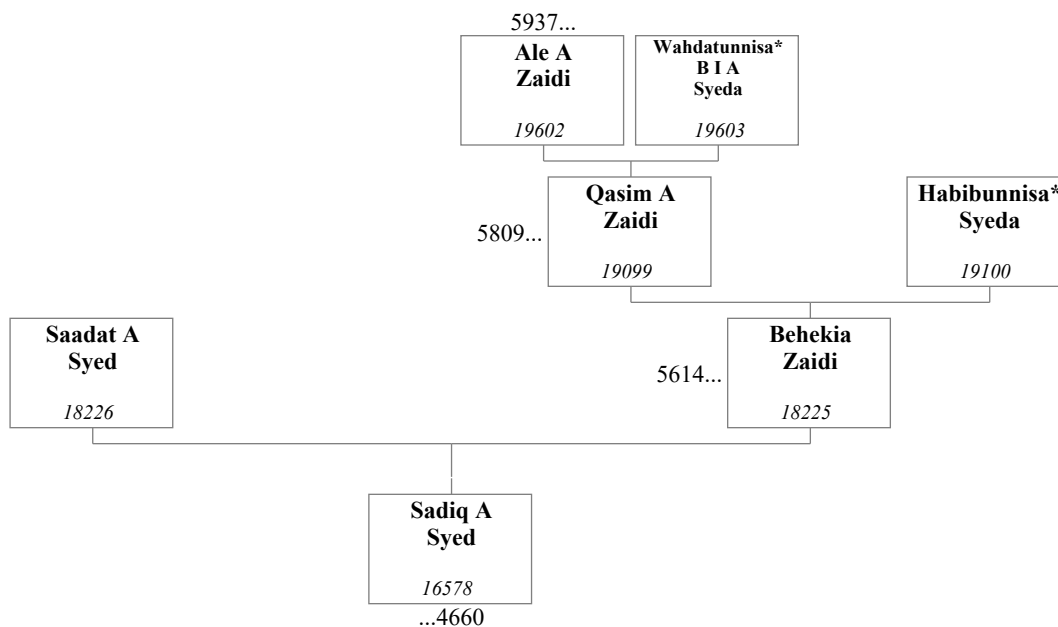 5937...
Ale A
Zaidi
19602
Wahdatunnisa*
B I A
Syeda
19603
5809...
Qasim A
Zaidi
19099
Habibunnisa*
Syeda
19100
Saadat A
Syed
18226
5614...
Behekia
Zaidi
18225
Sadiq A
Syed
16578
...4660